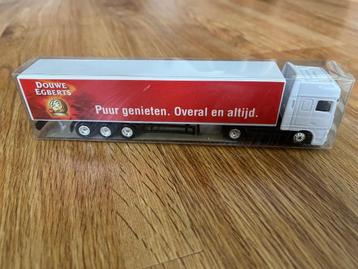 DOUWE
EGBERTS
Puur genieten. Overal en altijd.